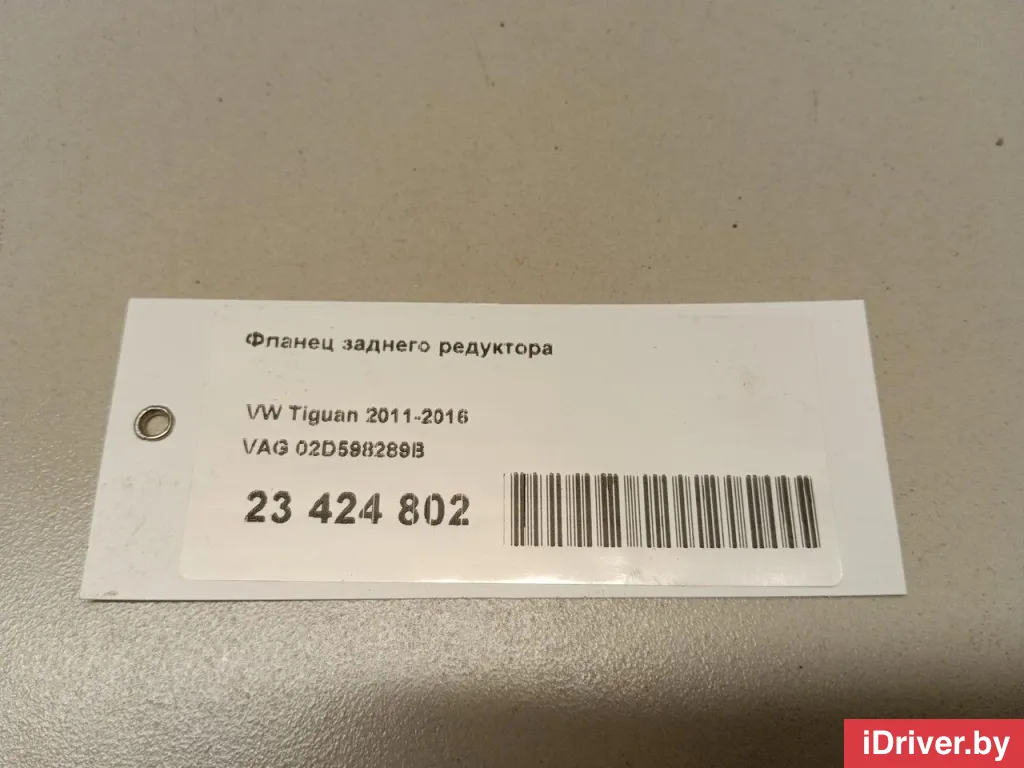 Фланец заднего редуктора
VW Tiguan 2011-2016
VAG 02D598289B
23 424 802
iDriver.by